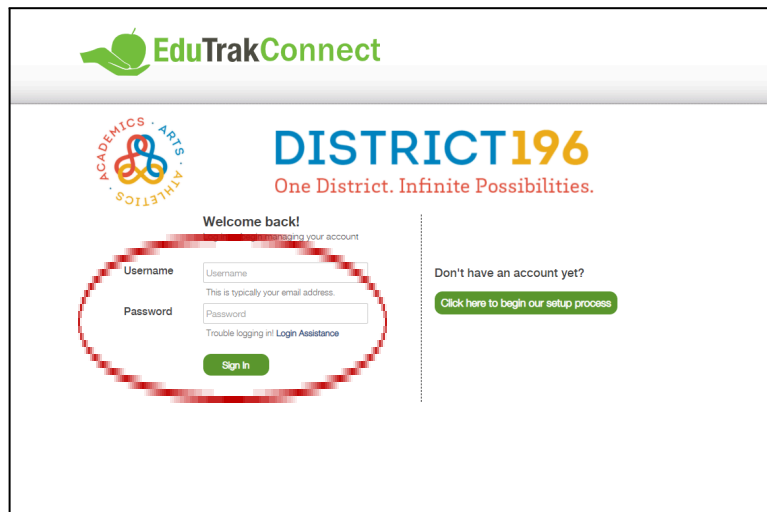 EduTrakConnect
ACADEMICS · ARTS · ATHLETICS ·
DISTRICT 196
One District. Infinite Possibilities.
Welcome back!
managing your account
Username
Username
This is typically your email address.
Password
Password
Trouble logging in! Login Assistance
Sign In
Don't have an account yet?
Click here to begin our setup process